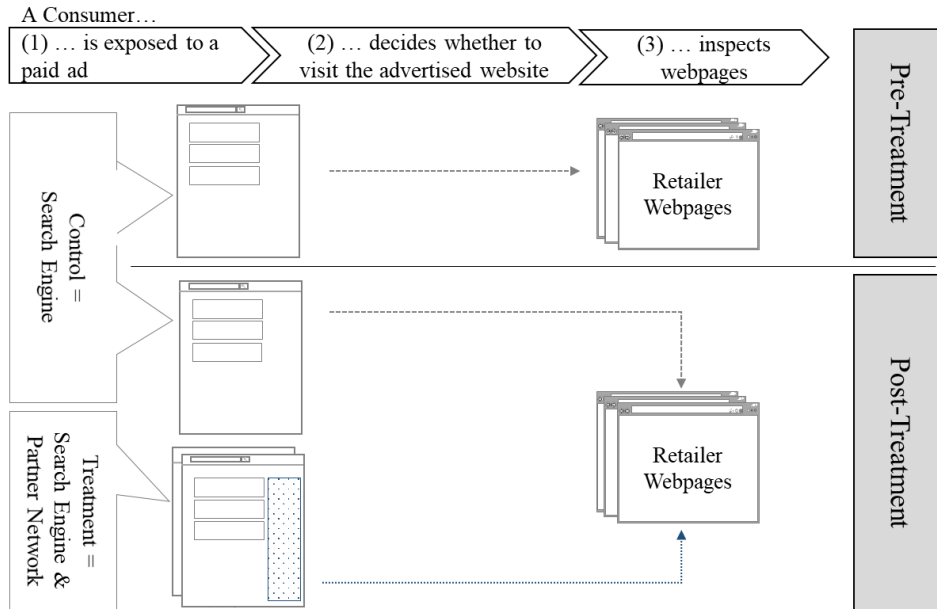 A Consumer…
(1) … is exposed to a
paid ad
(2) … decides whether to
visit the advertised website
(3) … inspects
webpages
Pre-Treatment
Control =
Search Engine
Retailer
Webpages
Post-Treatment
Treatment =
Search Engine &
Partner Network
Retailer
Webpages